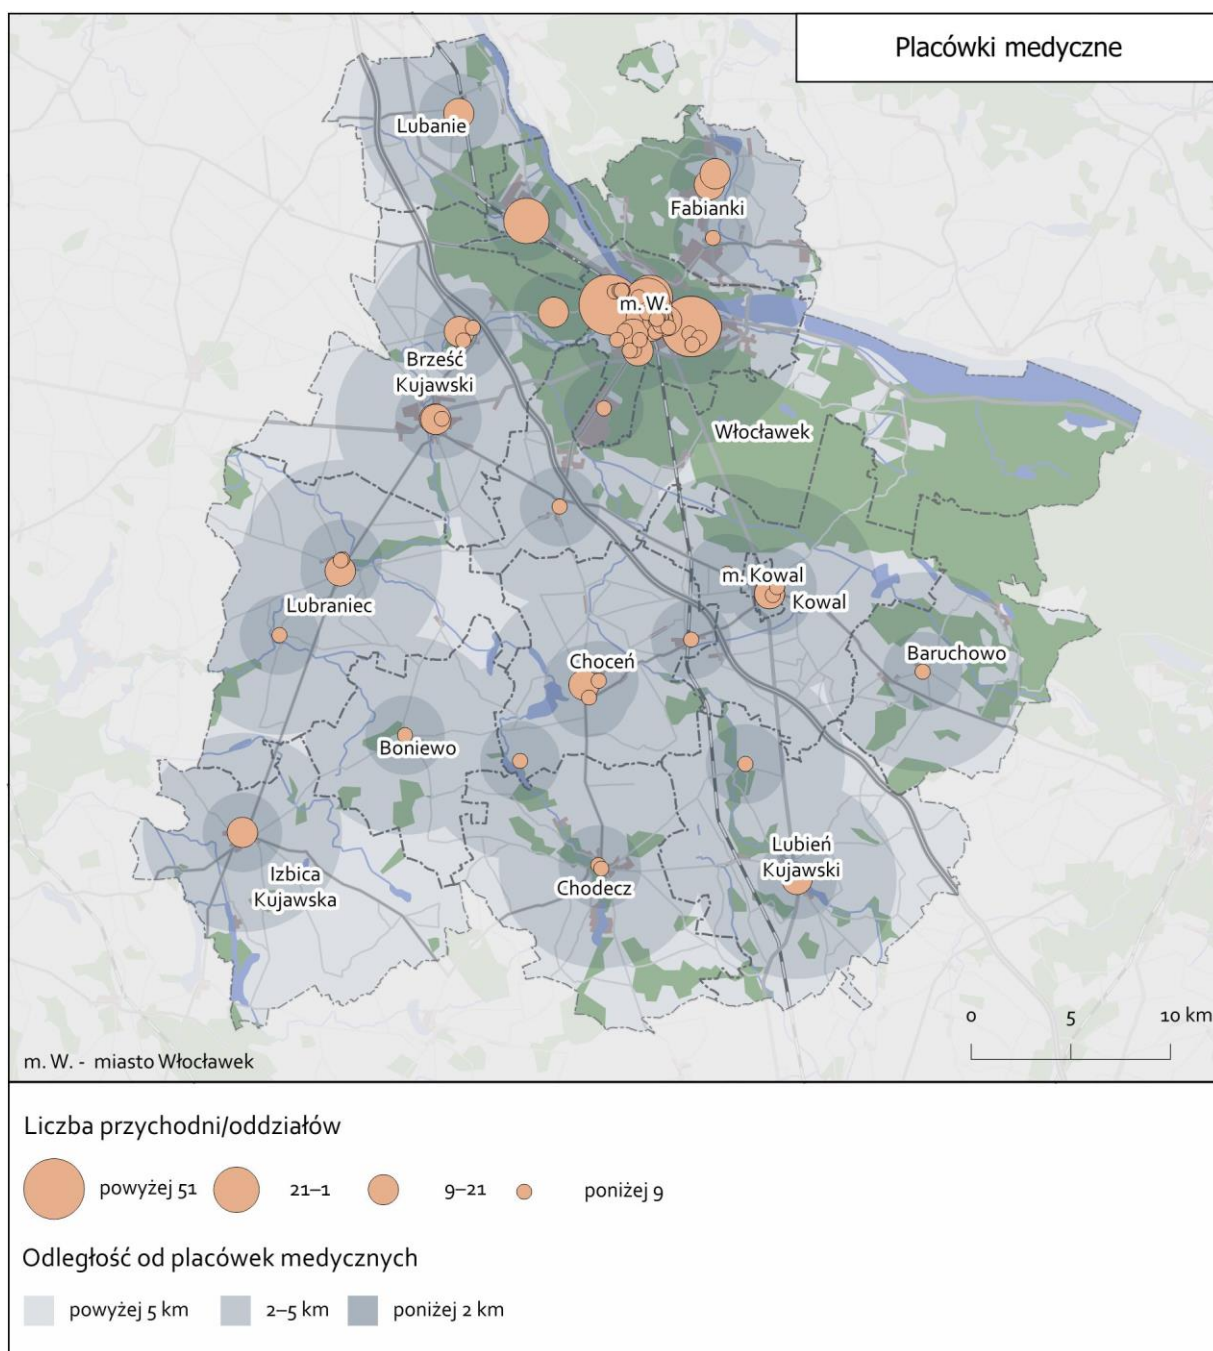 Placówki medyczne
Lubanie
Fabianki
m. W.
Brześć
Kujawski
Włocławek
m. Kowal
Kowal
Lubraniec
Choceń
Baruchowo
Boniewo
Lubień
Kujawski
Izbica
Kujawska
Chodecz
0 5 10 km
m. W. - miasto Włocławek
Liczba przychodni/oddziałów
powyżej 51 21–1 9–21 poniżej 9
Odległość od placówek medycznych
powyżej 5 km 2–5 km poniżej 2 km